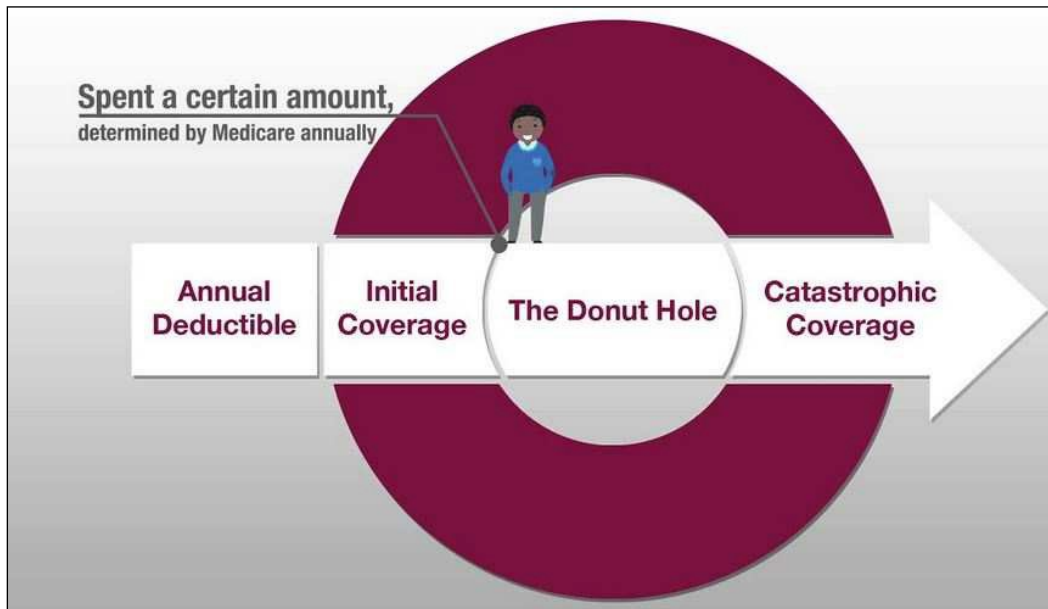 Spent a certain amount,
determined by Medicare annually
Annual
Deductible
Initial
Coverage
The Donut Hole
Catastrophic
Coverage